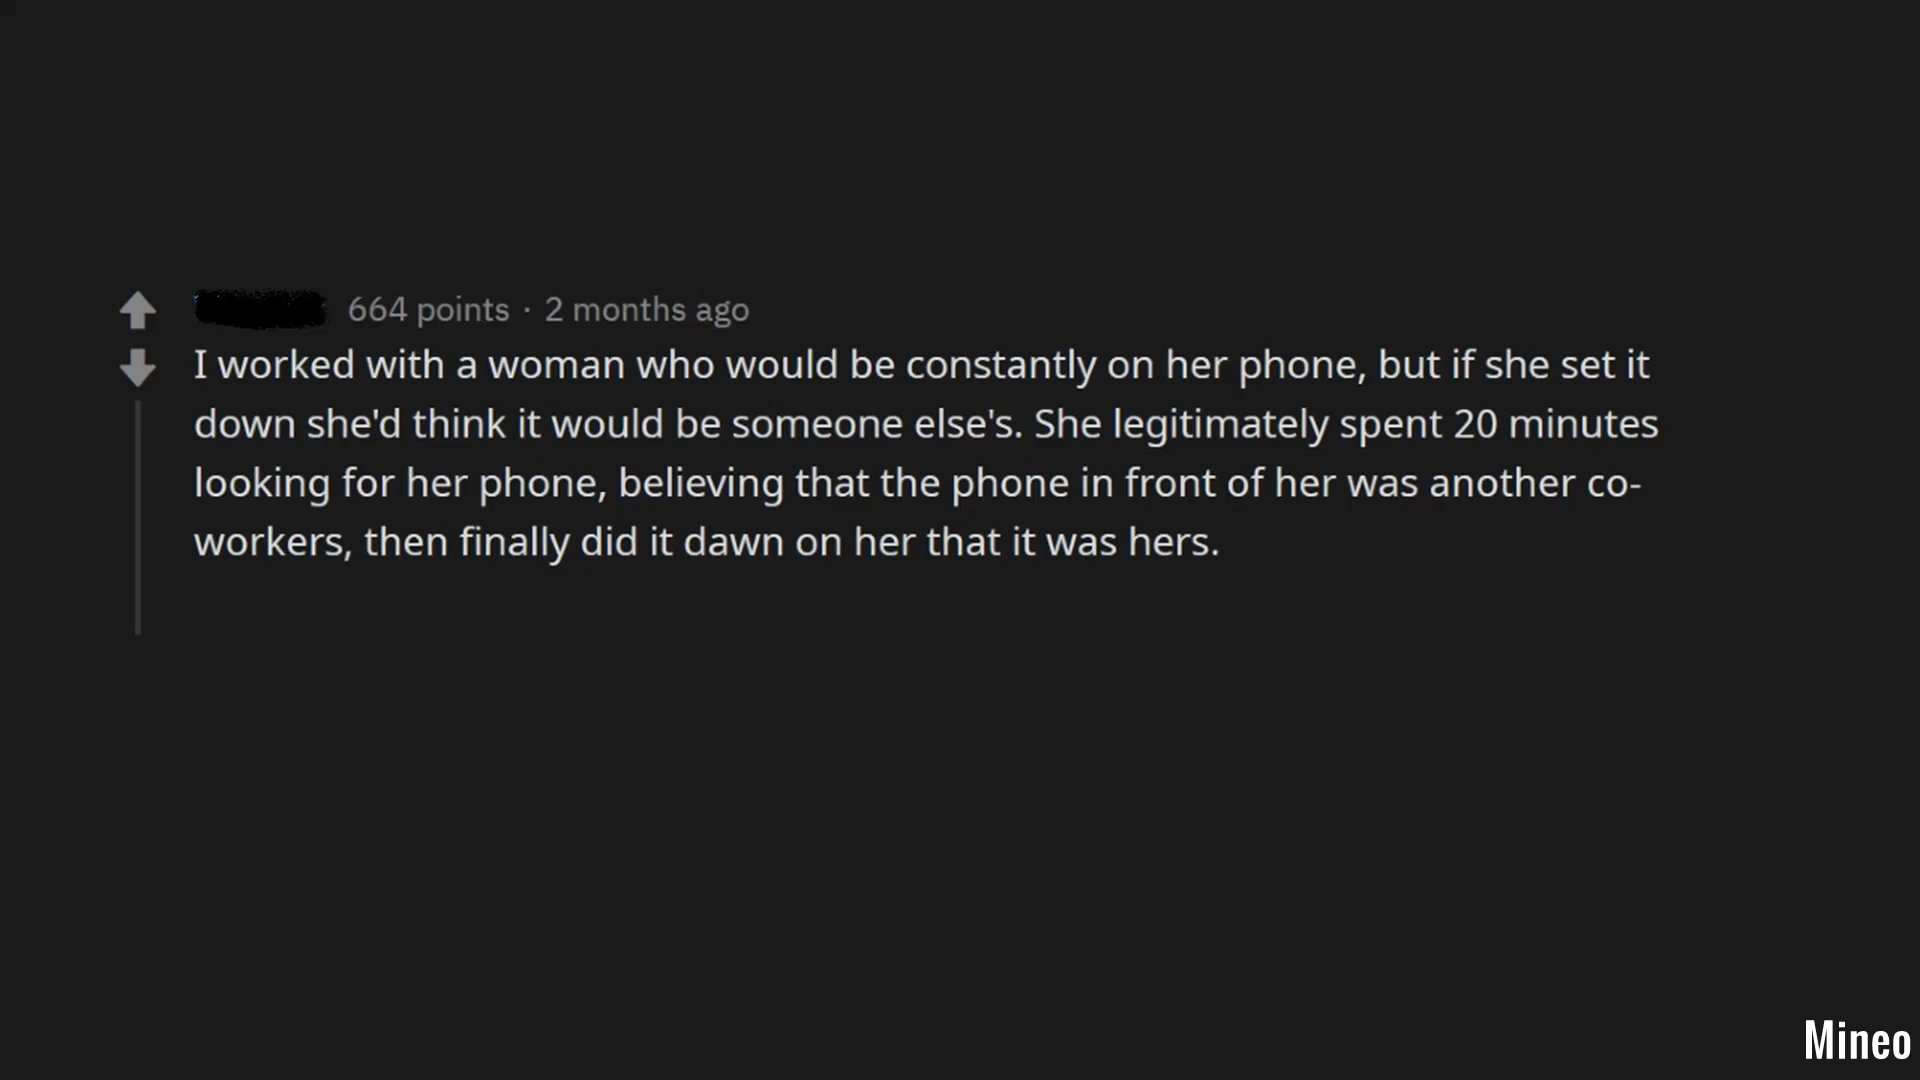 664 points · 2 months ago
I worked with a woman who would be constantly on her phone, but if she set it
down she'd think it would be someone else's. She legitimately spent 20 minutes
looking for her phone, believing that the phone in front of her was another co-
workers, then finally did it dawn on her that it was hers.
Mineo